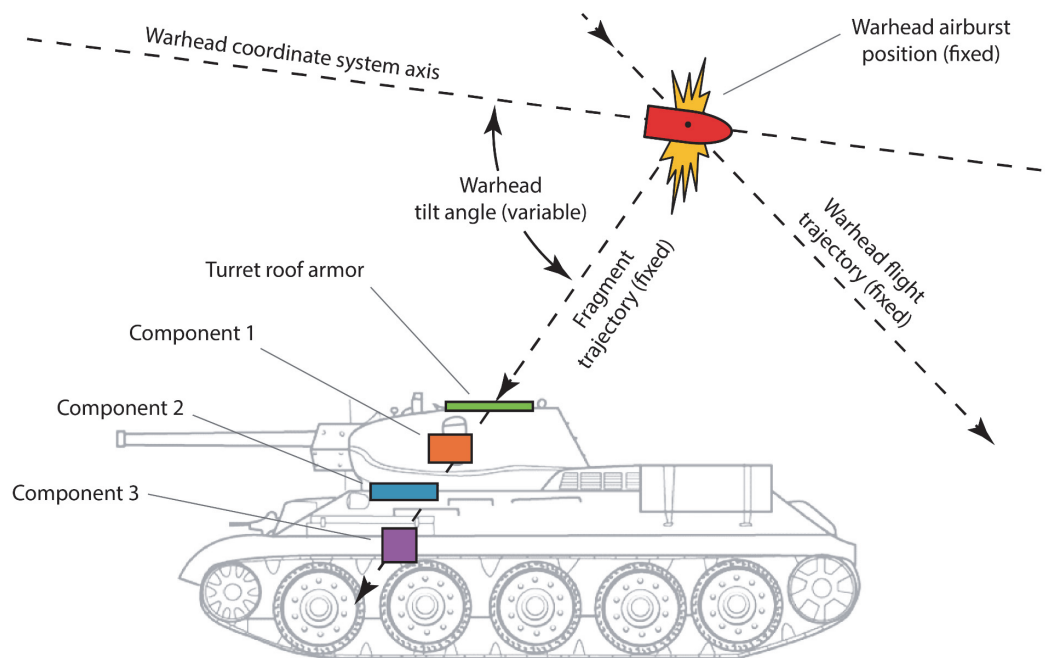 Warhead airburst
position (fixed)
Warhead coordinate system axis
Warhead
tilt angle (variable)
Fragment
trajectory (fixed)
Warhead flight
trajectory (fixed)
Turret roof armor
Component 1
Component 2
Component 3